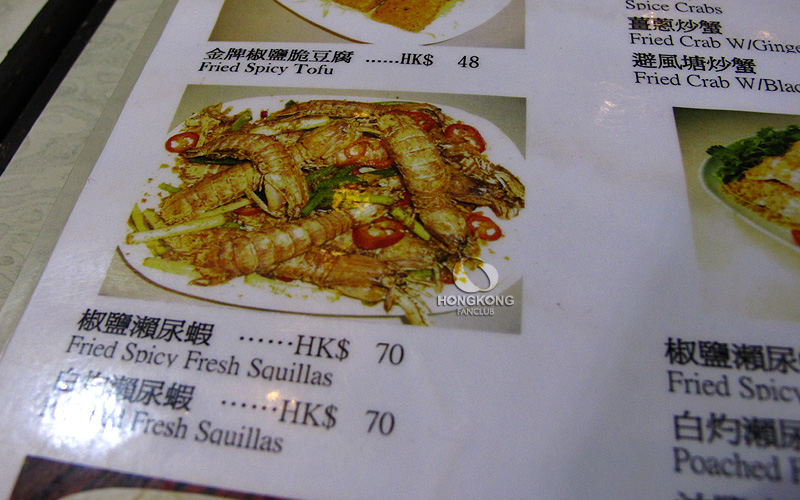 金牌椒鹽脆豆腐 ......HK$ 48
Fried Spicy Tofu
椒鹽瀨尿蝦 ......HK$ 70
Fried Spicy Fresh Squillas
白灼瀨尿蝦 ......HK$ 70
Fresh Squillas
HONGKONG
FANCLUB
Spice Crabs
薑蔥炒蟹
Fried Crab W/Ginge
避風塘炒蟹
Fried Crab W/Blac
椒鹽瀨尿
Fried Spicy
白灼瀨尿
Poached F